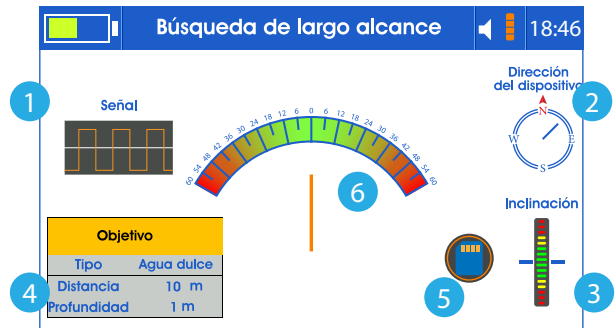 Búsqueda de largo alcance 18:46
1
Señal
60 54 48 42 36 30 24 18 12 6 0 6 12 18 24 30 36 42 48 54 60
6
Dirección
del dispositivo
2
N
W E
S
Objetivo
Tipo Agua dulce
Distancia 10 m
Profundidad 1 m
4
5
Inclinación
3